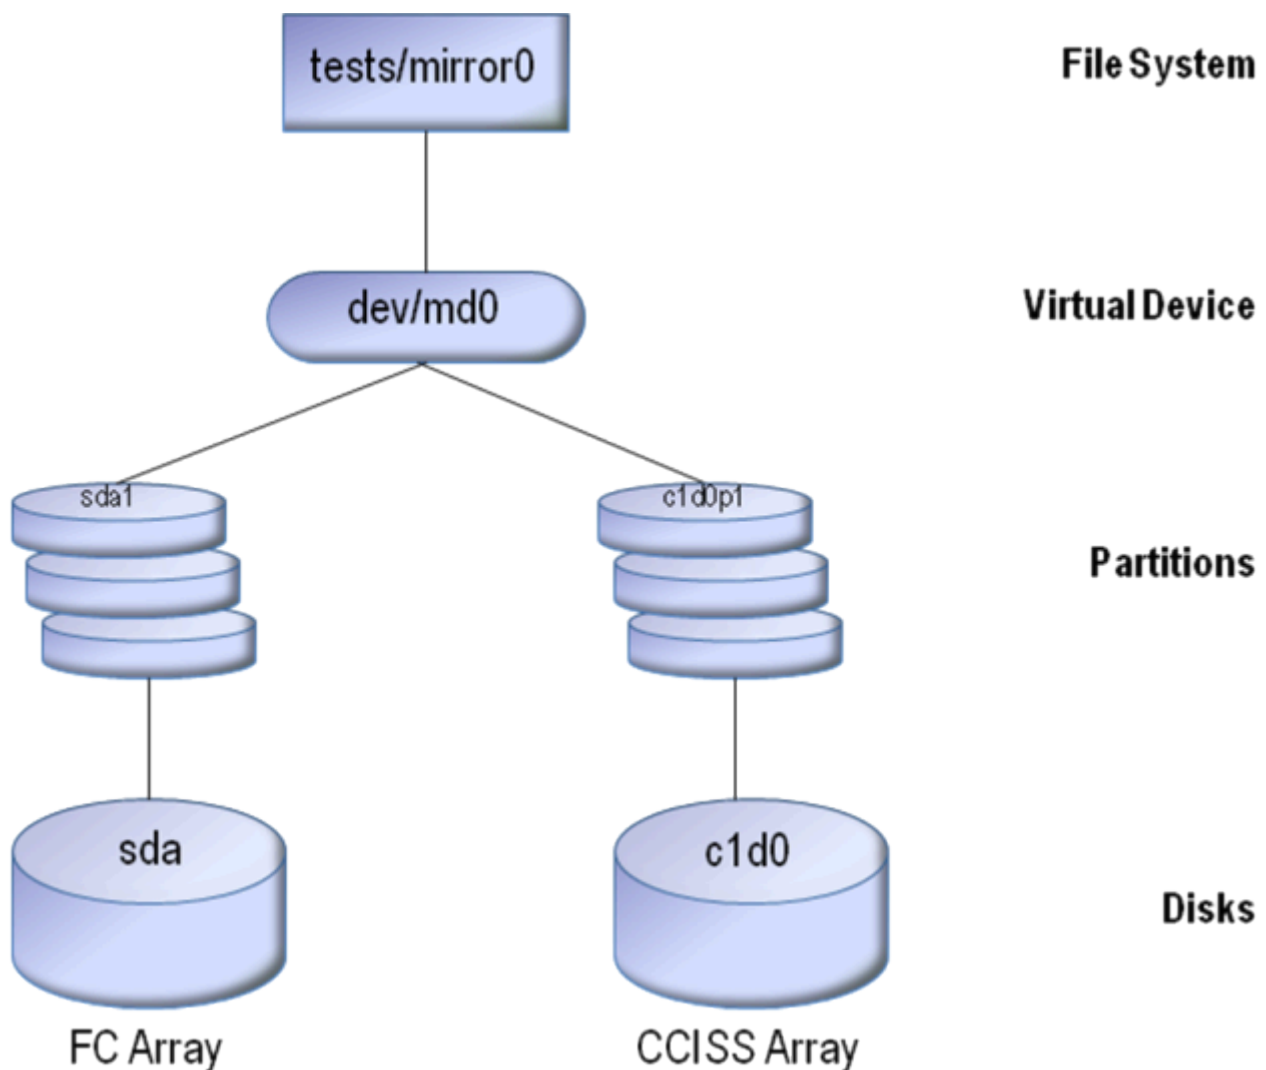 tests/mirror0
File System
dev/md0
Virtual Device
sda1
c1d0p1
Partitions
sda
c1d0
Disks
FC Array
CCISS Array